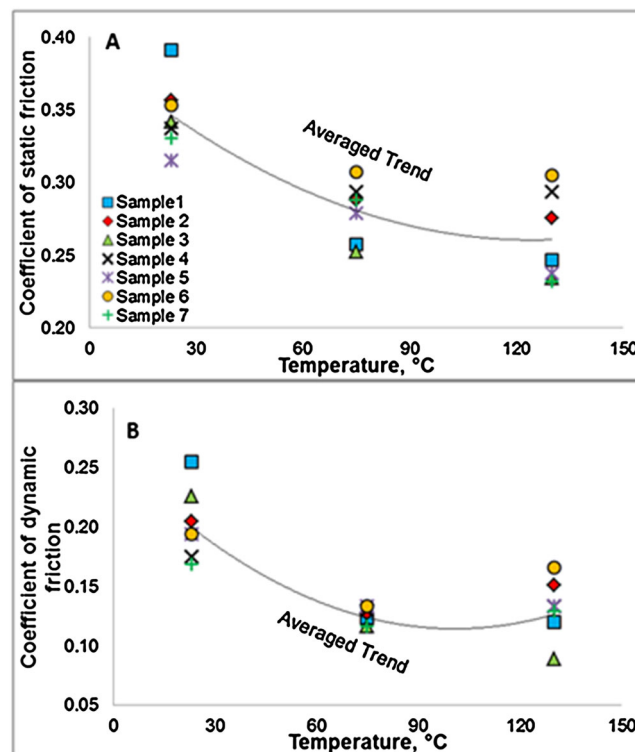 A
Coefficient of static friction
0.40
0.35
0.30
0.25
0.20
Averaged Trend
Sample1
Sample 2
Sample 3
Sample 4
Sample 5
Sample 6
Sample 7
0
30
60
90
120
150
Temperature, °C
B
Coefficient of dynamic
friction
0.30
0.25
0.20
0.15
0.10
0.05
Averaged Trend
0
30
60
90
120
150
Temperature, °C